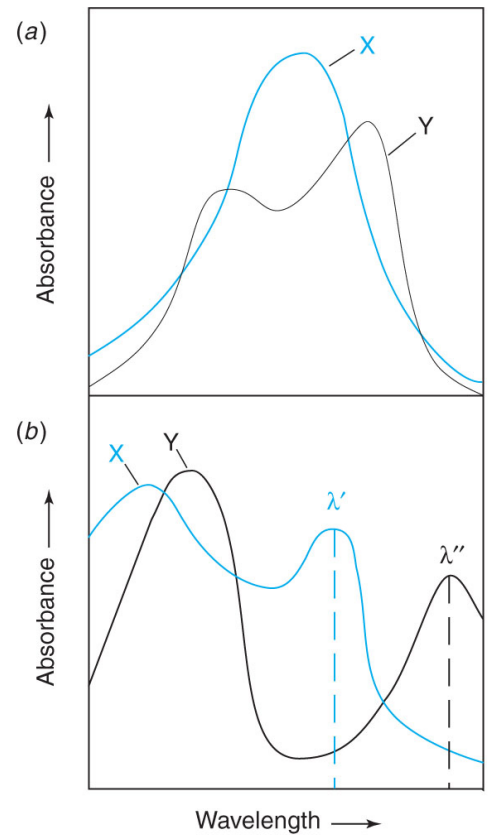 (a)
X
Y
Absorbance
(b)
X
Y
λ′
λ″
Absorbance
Wavelength